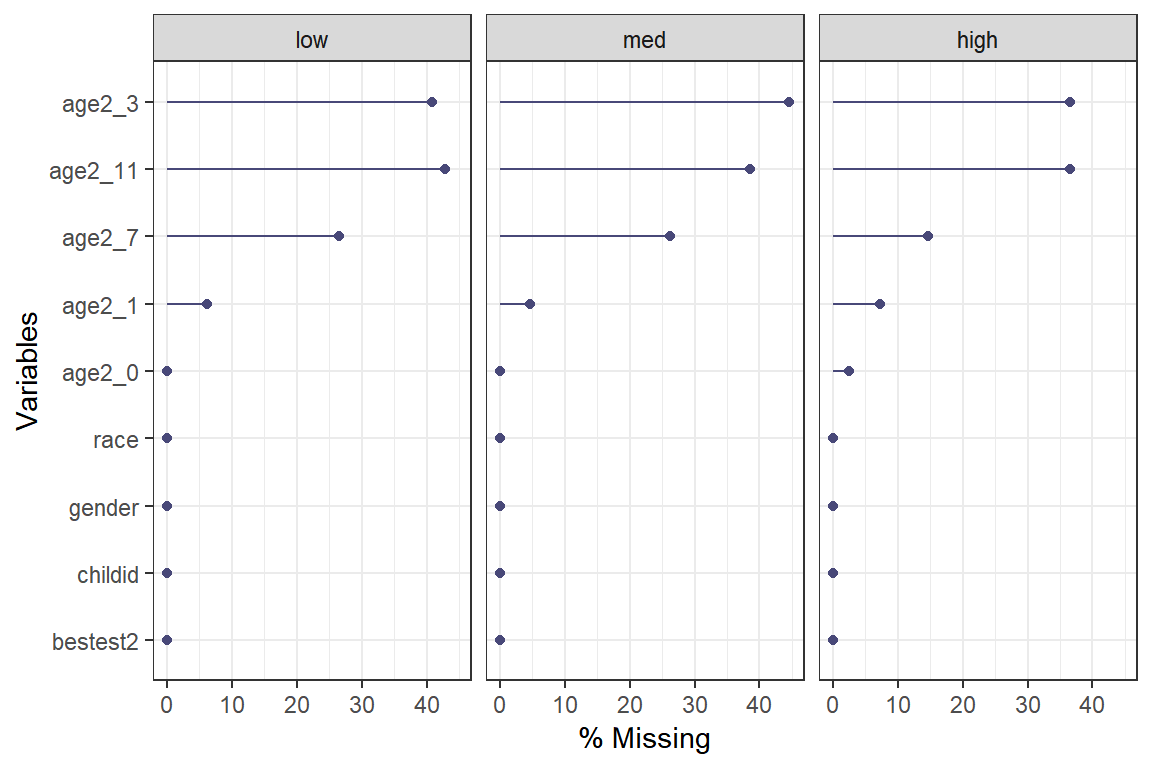 low med high
age2_3
age2_11
age2_7
age2_1
age2_0
race
gender
childid
bestest2
Variables
0 10 20 30 40 0 10 20 30 40 0 10 20 30 40
% Missing